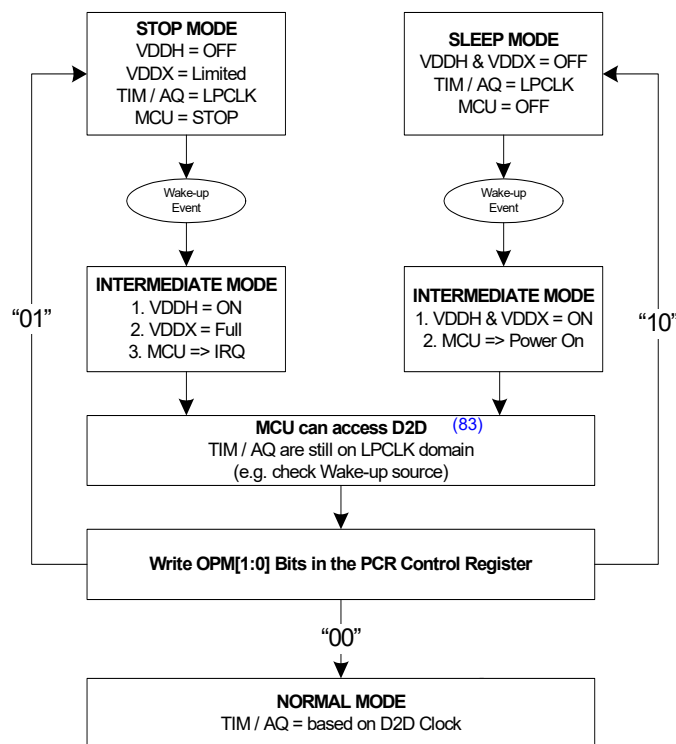 STOP MODE
VDDH = OFF
VDDX = Limited
TIM / AQ = LPCLK
MCU = STOP
SLEEP MODE
VDDH & VDDX = OFF
TIM / AQ = LPCLK
MCU = OFF
Wake-up
Event
Wake-up
Event
INTERMEDIATE MODE
1. VDDH = ON
2. VDDX = Full
3. MCU => IRQ
INTERMEDIATE MODE
1. VDDH & VDDX = ON
2. MCU => Power On
“01”
“10”
MCU can access D2D (83)
TIM / AQ are still on LPCLK domain
(e.g. check Wake-up source)
Write OPM[1:0] Bits in the PCR Control Register
“00”
NORMAL MODE
TIM / AQ = based on D2D Clock